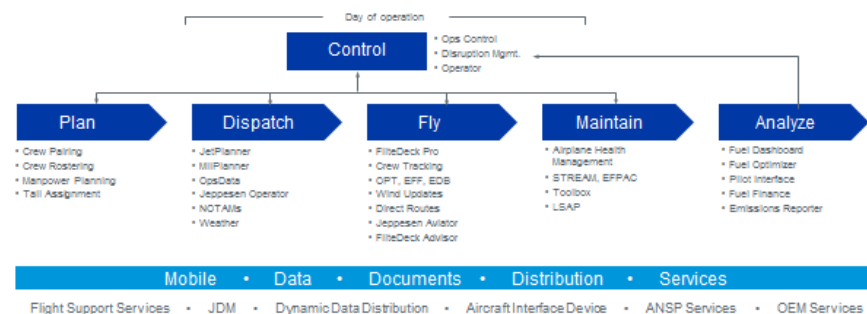 Day of operation
Control
• Ops Control
• Disruption Mgmt.
• Operator
Plan
• Crew Pairing
• Crew Rostering
• Manpower Planning
• Tail Assignment
Dispatch
• JetPlanner
• MilPlanner
• OpsData
• Jeppesen Operator
• NOTAMs
• Weather
Fly
• FliteDeck Pro
• Crew Tracking
• OPT, EFF, EDB
• Wind Updates
• Direct Routes
• Jeppesen Aviator
• FliteDeck Advisor
Maintain
• Airplane Health
Management
• STREAM, EFPAC
• Toolbox
• LSAP
Analyze
• Fuel Dashboard
• Fuel Optimizer
• Pilot Interface
• Fuel Finance
• Emissions Reporter
Mobile • Data • Documents • Distribution • Services
Flight Support Services • JDM • Dynamic Data Distribution • Aircraft Interface Device • ANSP Services • OEM Services